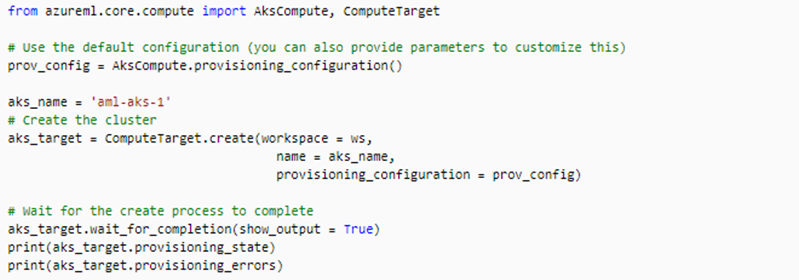 from azureml.core.compute import AksCompute, ComputeTarget
# Use the default configuration (you can also provide parameters to customize this)
prov_config = AksCompute.provisioning_configuration()
aks_name = 'aml-aks-1'
# Create the cluster
aks_target = ComputeTarget.create(workspace = ws,
name = aks_name,
provisioning_configuration = prov_config)
# Wait for the create process to complete
aks_target.wait_for_completion(show_output = True)
print(aks_target.provisioning_state)
print(aks_target.provisioning_errors)